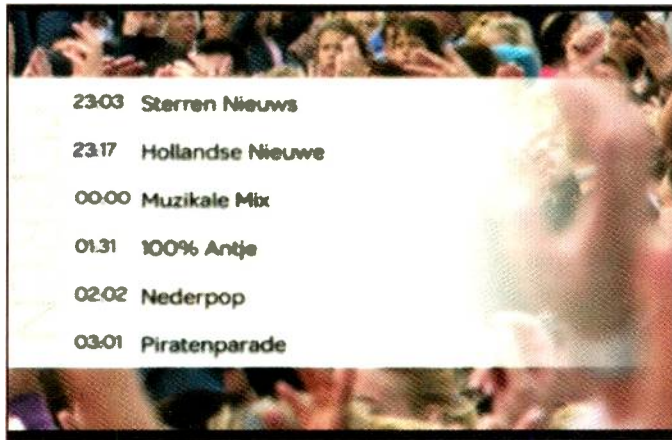 23:03 Sterren Nieuws
23:17 Hollandse Nieuwe
00:00 Muzikale Mix
01:31 100% Antje
02:02 Nederpop
03:01 Piratenparade